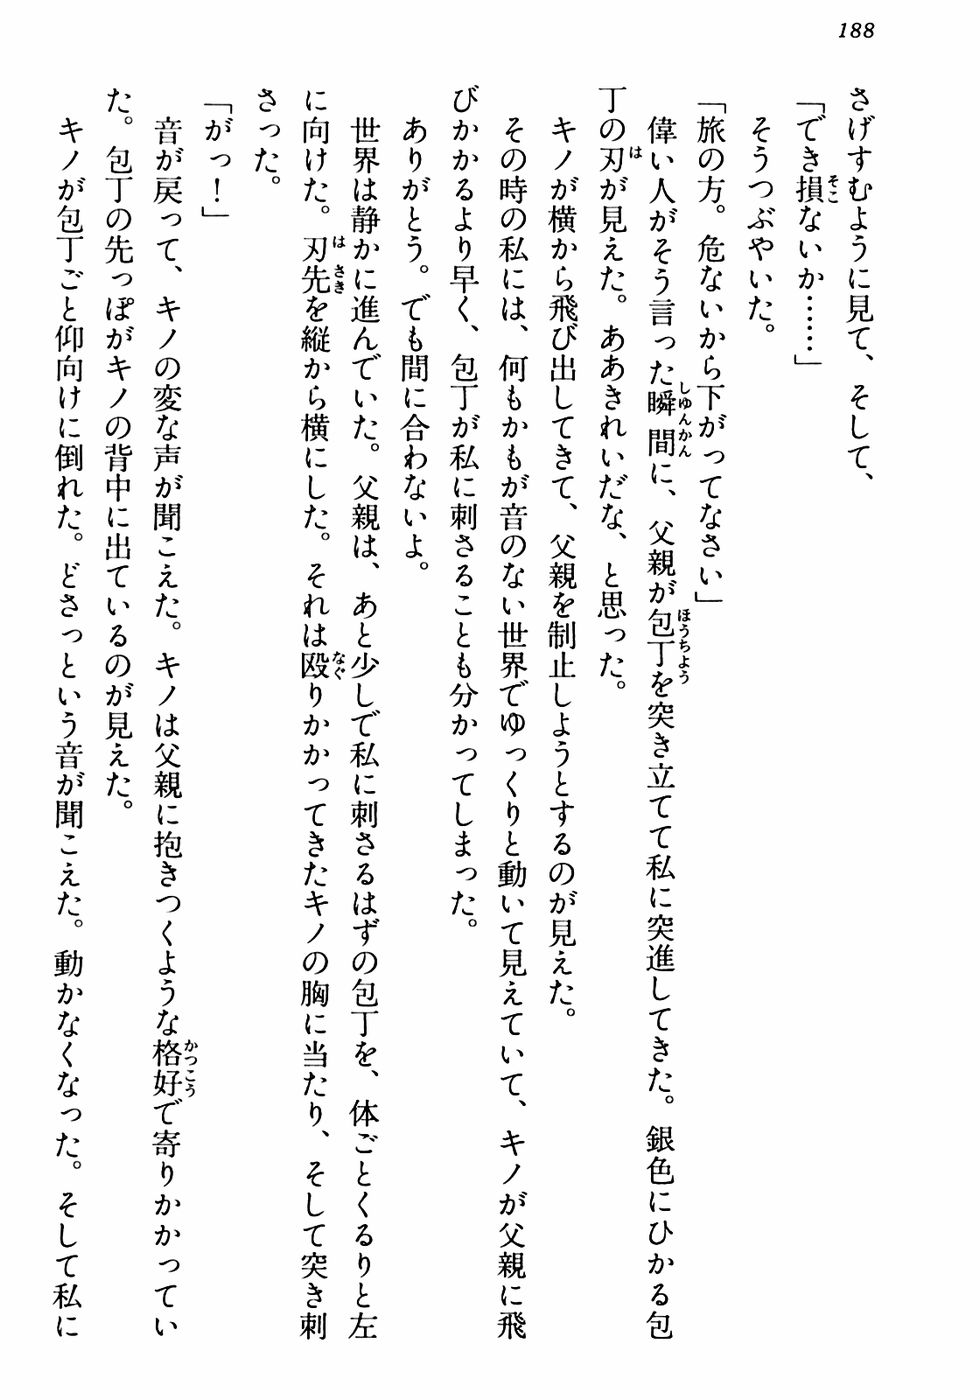 188
さげすむように見て、そして、
「でき損ないか……」
そうつぶやいた。
「旅の方。危ないから下がってなさい」
偉い人がそう言った瞬間に、父親が包丁を突き立てて私に突進してきた。銀色にひかる包
丁の刃が見えた。ああきれいだな、と思った。
キノが横から飛び出してきて、父親を制止しようとするのが見えた。
その時の私には、何もかもが音のない世界でゆっくりと動いて見えていて、キノが父親に飛
びかかるより早く、包丁が私に刺さることも分かってしまった。
ありがとう。でも間に合わないよ。
世界は静かに進んでいた。父親は、あと少しで私に刺さるはずの包丁を、体ごとくるりと左
に向けた。刃先を縦から横にした。それは殴りかかってきたキノの胸に当たり、そして突き刺
さった。
「がっ！」
音が戻って、キノの変な声が聞こえた。キノは父親に抱きつくような格好で寄りかかってい
た。包丁の先っぽがキノの背中に出ているのが見えた。
キノが包丁ごと仰向けに倒れた。どさっという音が聞こえた。動かなくなった。そして私に